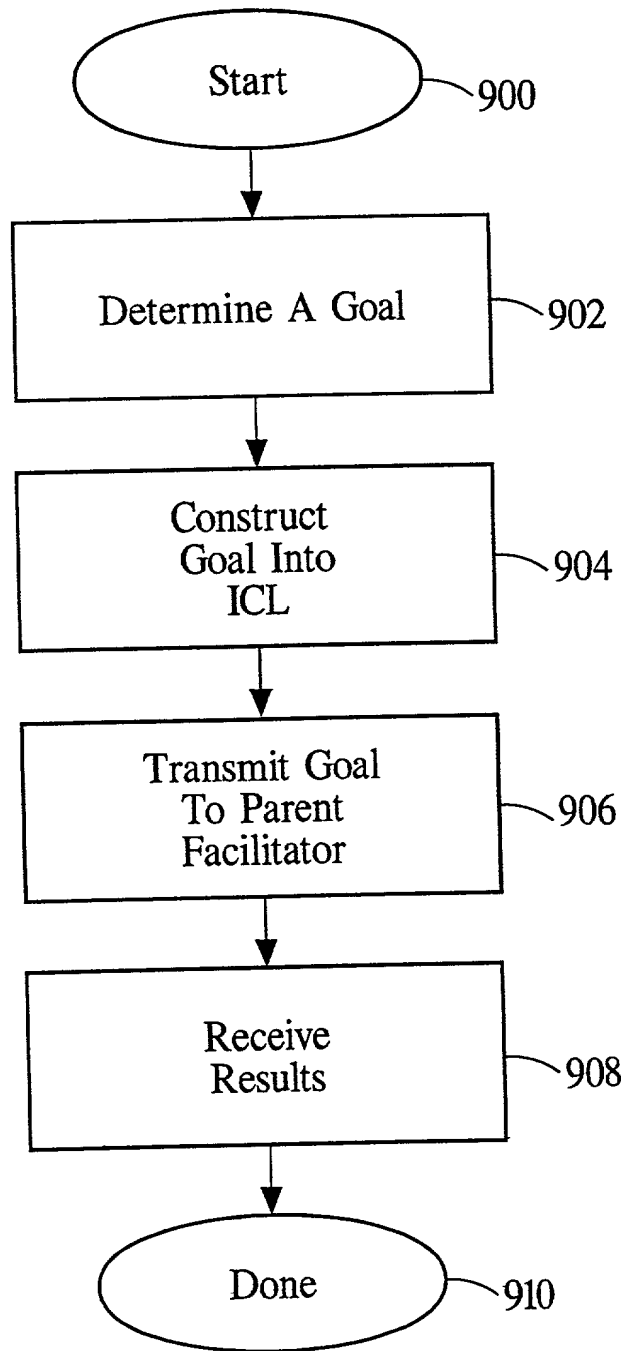 Start
900
Determine A Goal
902
Construct
Goal Into
ICL
904
Transmit Goal
To Parent
Facilitator
906
Receive
Results
908
Done
910